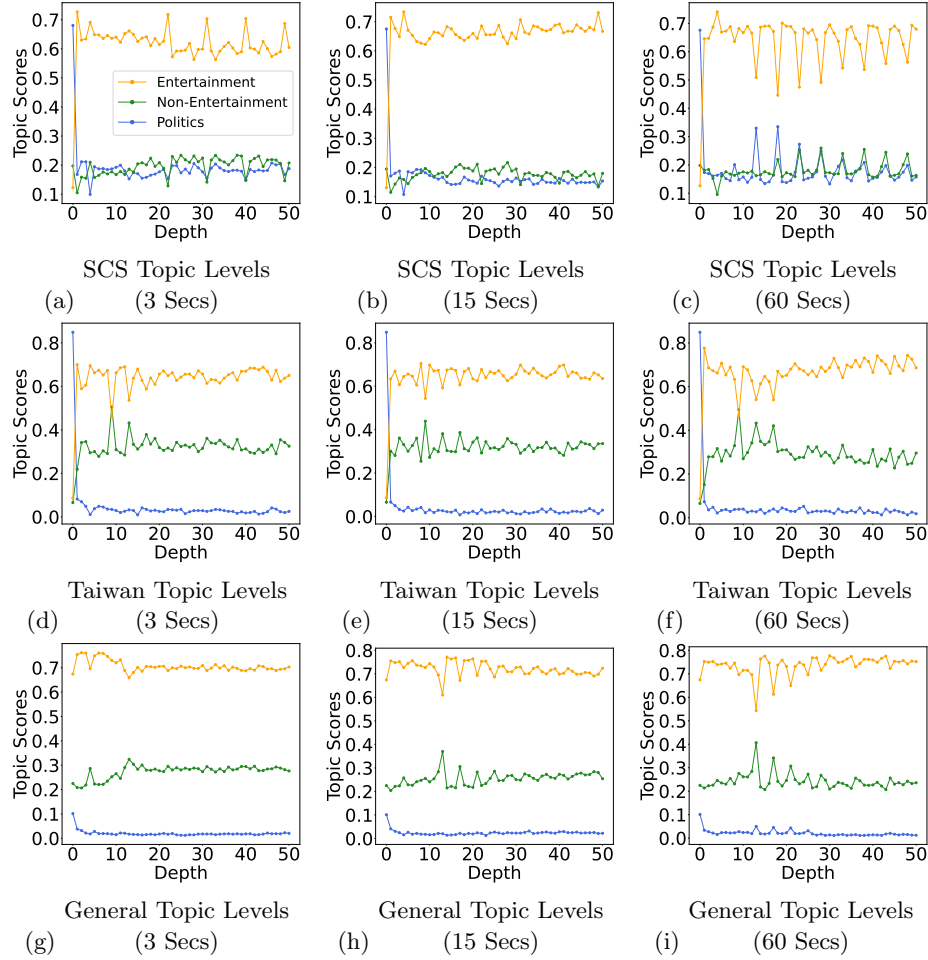 Topic Scores
0.7
0.6
0.5
0.4
0.3
0.2
0.1
Entertainment
Non-Entertainment
Politics
0 10 20 30 40 50
Depth
0.7
0.6
0.5
0.4
0.3
0.2
0.1
Topic Scores
0 10 20 30 40 50
Depth
0.7
0.6
0.5
0.4
0.3
0.2
0.1
Topic Scores
0 10 20 30 40 50
Depth
SCS Topic Levels
(a) (3 Secs)
SCS Topic Levels
(b) (15 Secs)
SCS Topic Levels
(c) (60 Secs)
Topic Scores
0.8
0.6
0.4
0.2
0.0
0 10 20 30 40 50
Depth
Topic Scores
0.8
0.6
0.4
0.2
0.0
0 10 20 30 40 50
Depth
Topic Scores
0.8
0.6
0.4
0.2
0.0
0 10 20 30 40 50
Depth
Taiwan Topic Levels
(d) (3 Secs)
Taiwan Topic Levels
(e) (15 Secs)
Taiwan Topic Levels
(f) (60 Secs)
Topic Scores
0.7
0.6
0.5
0.4
0.3
0.2
0.1
0.0
0 10 20 30 40 50
Depth
Topic Scores
0.8
0.7
0.6
0.5
0.4
0.3
0.2
0.1
0.0
0 10 20 30 40 50
Depth
Topic Scores
0.8
0.7
0.6
0.5
0.4
0.3
0.2
0.1
0.0
0 10 20 30 40 50
Depth
General Topic Levels
(g) (3 Secs)
General Topic Levels
(h) (15 Secs)
General Topic Levels
(i) (60 Secs)